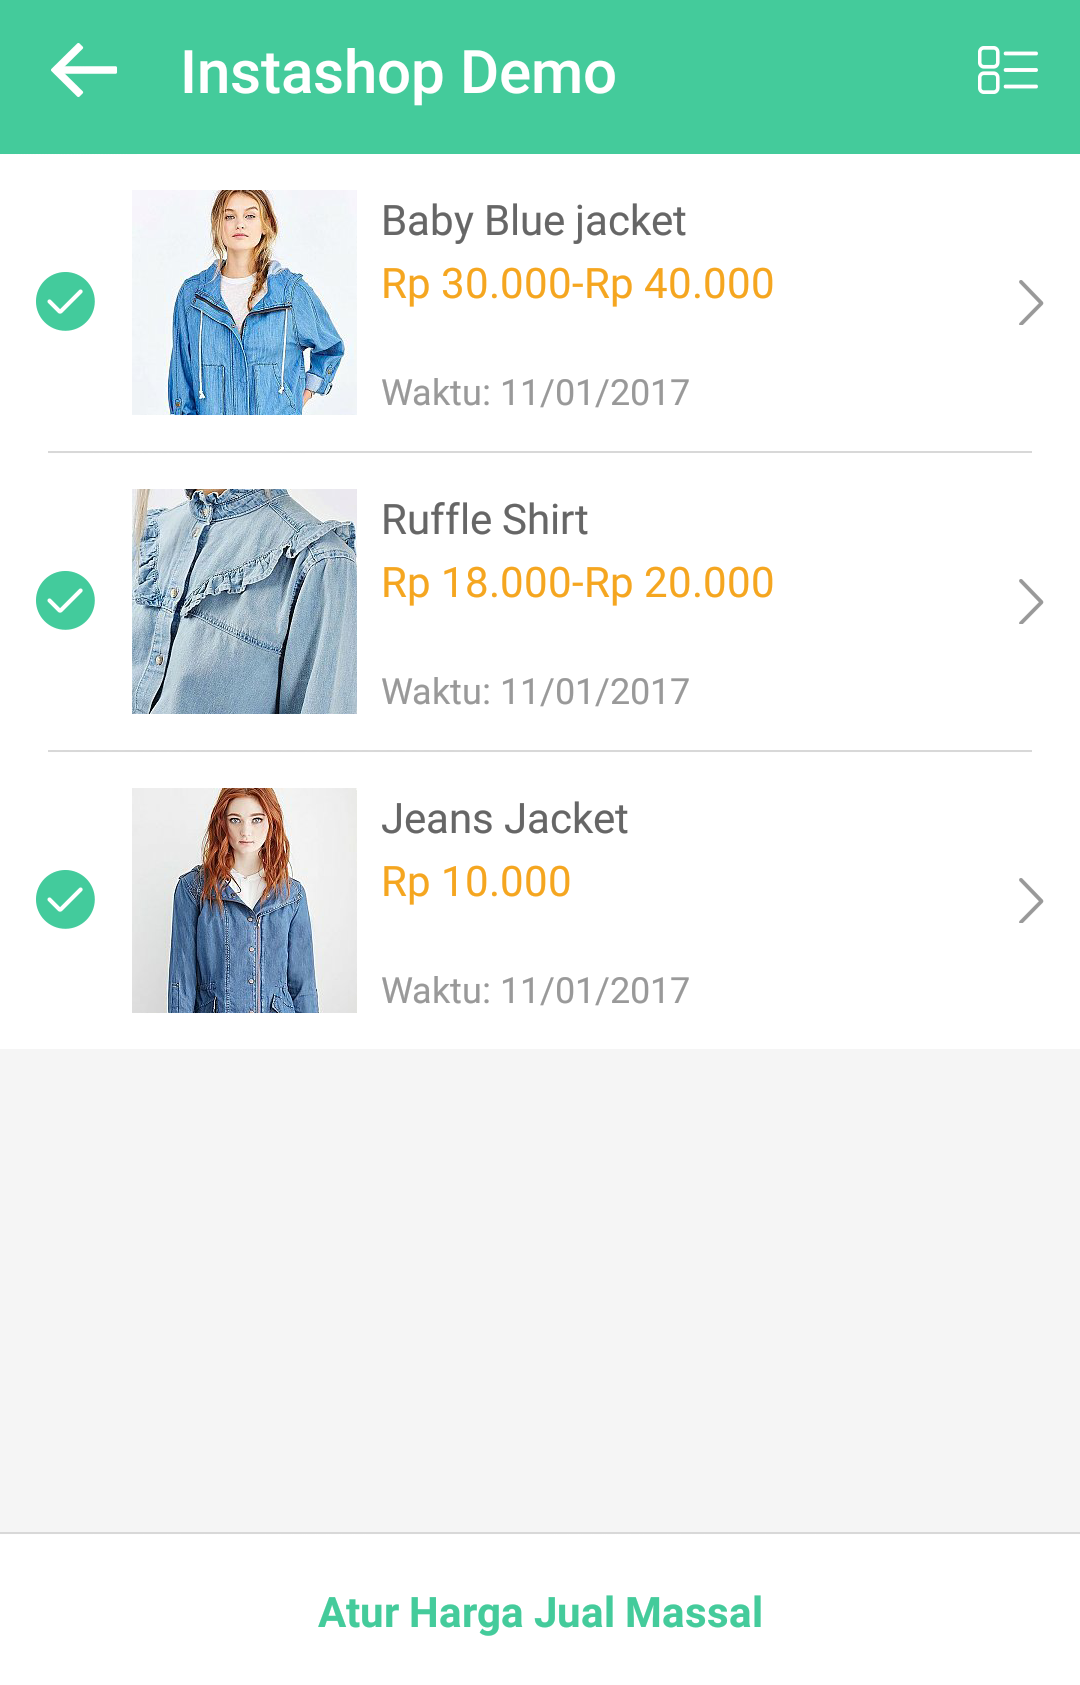 Instashop Demo
Baby Blue jacket
Rp 30.000-Rp 40.000
Waktu: 11/01/2017
Ruffle Shirt
Rp 18.000-Rp 20.000
Waktu: 11/01/2017
Jeans Jacket
Rp 10.000
Waktu: 11/01/2017
Atur Harga Jual Massal